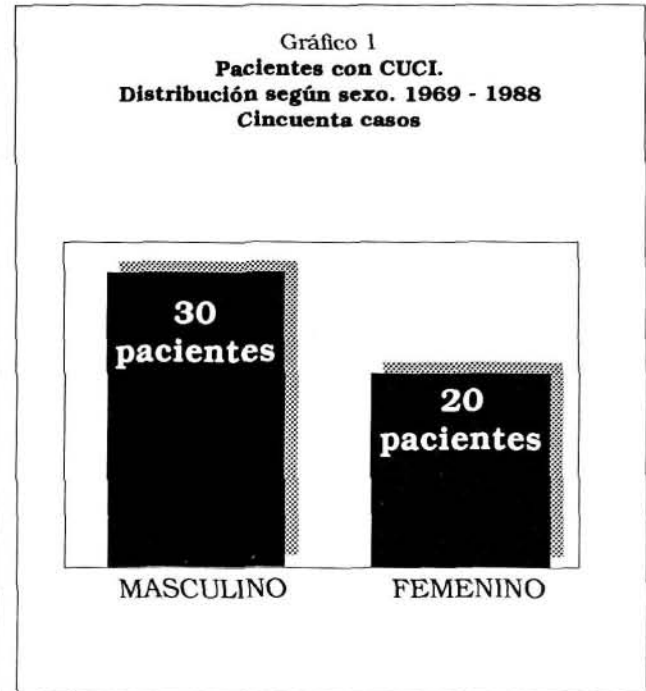 Gráfico 1
Pacientes con CUCI.
Distribución según sexo. 1969 - 1988
Cincuenta casos
30
pacientes
20
pacientes
MASCULINO
FEMENINO